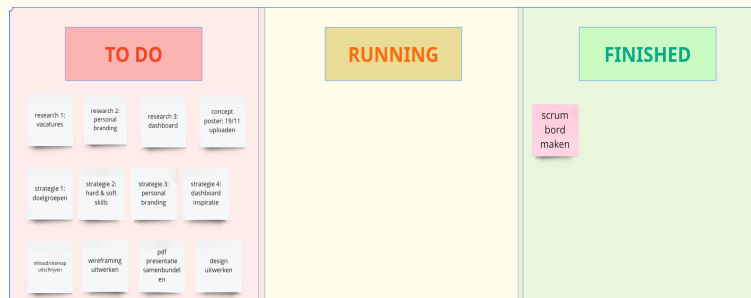 TO DO
RUNNING
FINISHED
research 1:
vacatures
research 2:
personal
branding
research 3:
dashboard
concept
poster: 19/11
uploaden
scrum
bord
maken
strategie 1:
doelgroepen
strategie 2:
hard & soft
skills
strategie 3:
personal
branding
strategie 4:
dashboard
inspiratie
inhoud/sitemap
uitschrijven
wireframing
uitwerken
pdf
presentatie
samenbundel
en
design
uitwerken